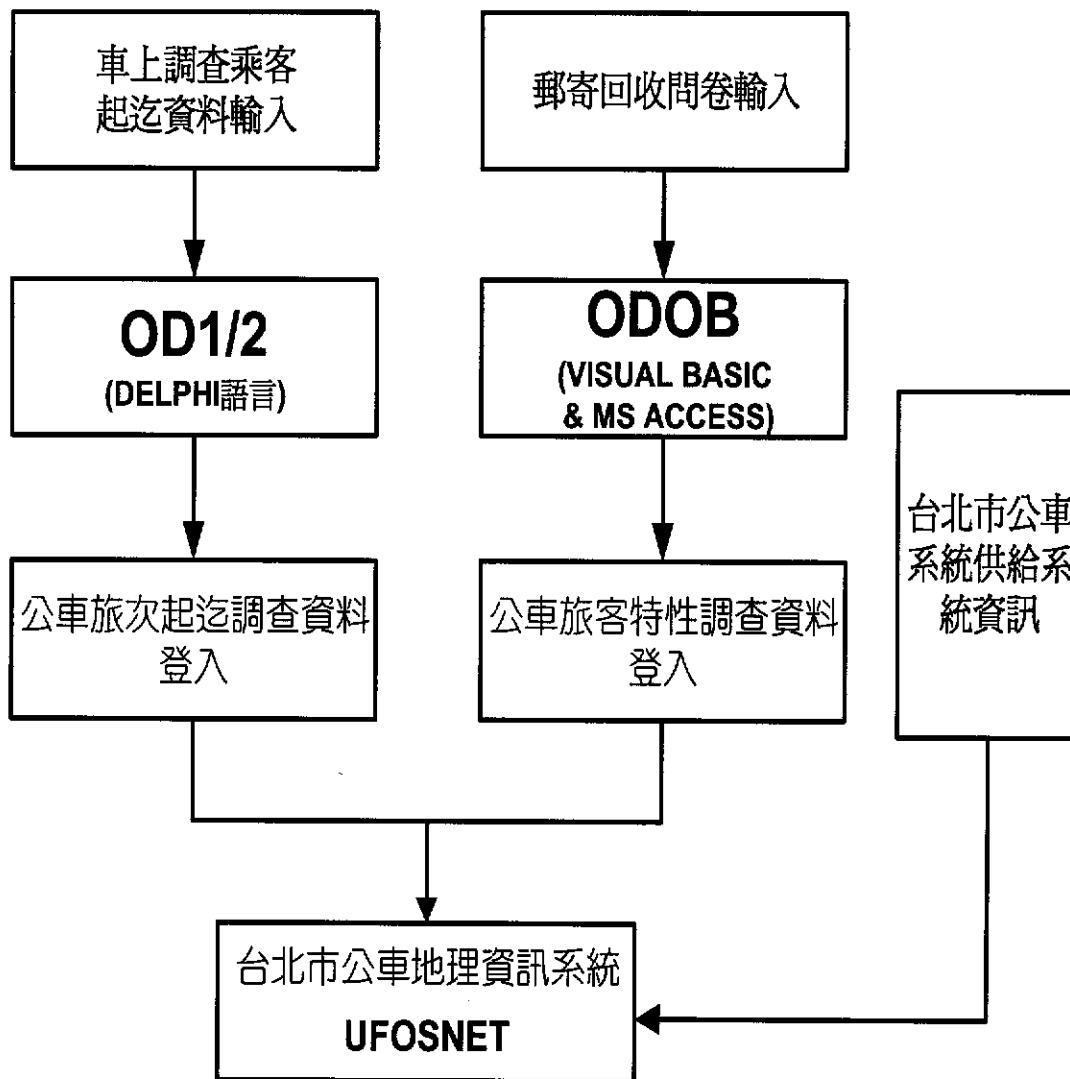 車上調查乘客
起迄資料輸入
郵寄回收問卷輸入
OD1/2
(DELPHI語言)
ODOB
(VISUAL BASIC
& MS ACCESS)
台北市公車
系統供給系
統資訊
公車旅次起迄調查資料
登入
公車旅客特性調查資料
登入
台北市公車地理資訊系統
UFOSNET